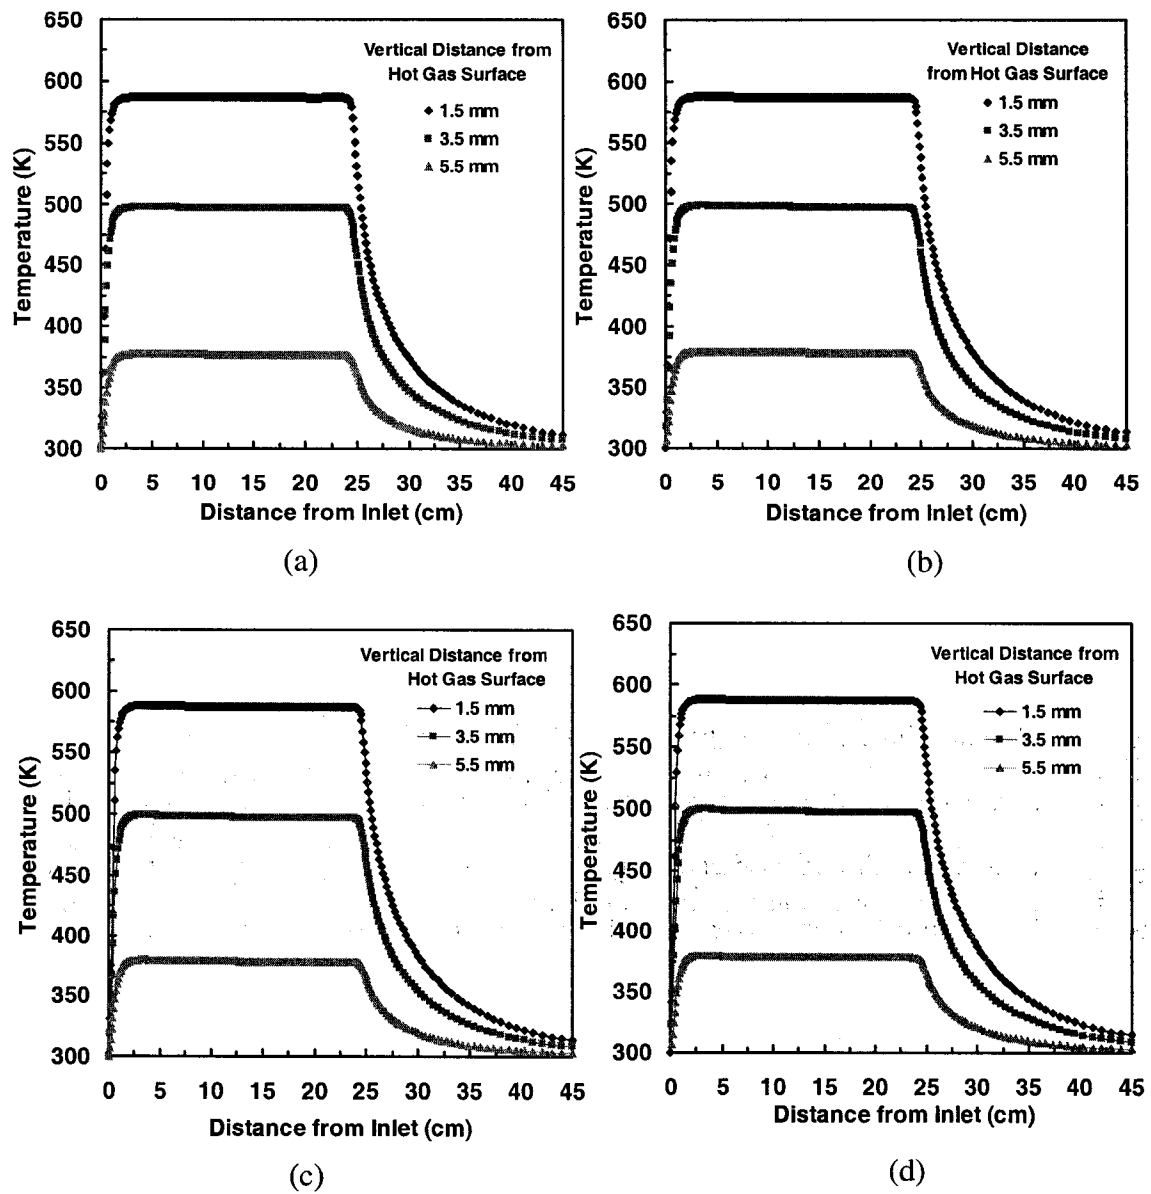 650
600
550
500
450
400
350
300
Temperature (K)
Vertical Distance from
Hot Gas Surface
1.5 mm
3.5 mm
5.5 mm
0 5 10 15 20 25 30 35 40 45
Distance from Inlet (cm)
(a)
650
600
550
500
450
400
350
300
Temperature (K)
Vertical Distance
from Hot Gas Surface
1.5 mm
3.5 mm
5.5 mm
0 5 10 15 20 25 30 35 40 45
Distance from Inlet (cm)
(b)
650
600
550
500
450
400
350
300
Temperature (K)
Vertical Distance from
Hot Gas Surface
1.5 mm
3.5 mm
5.5 mm
0 5 10 15 20 25 30 35 40 45
Distance from Inlet (cm)
(c)
650
600
550
500
450
400
350
300
Temperature (K)
Vertical Distance from
Hot Gas Surface
1.5 mm
3.5 mm
5.5 mm
0 5 10 15 20 25 30 35 40 45
Distance from Inlet (cm)
(d)